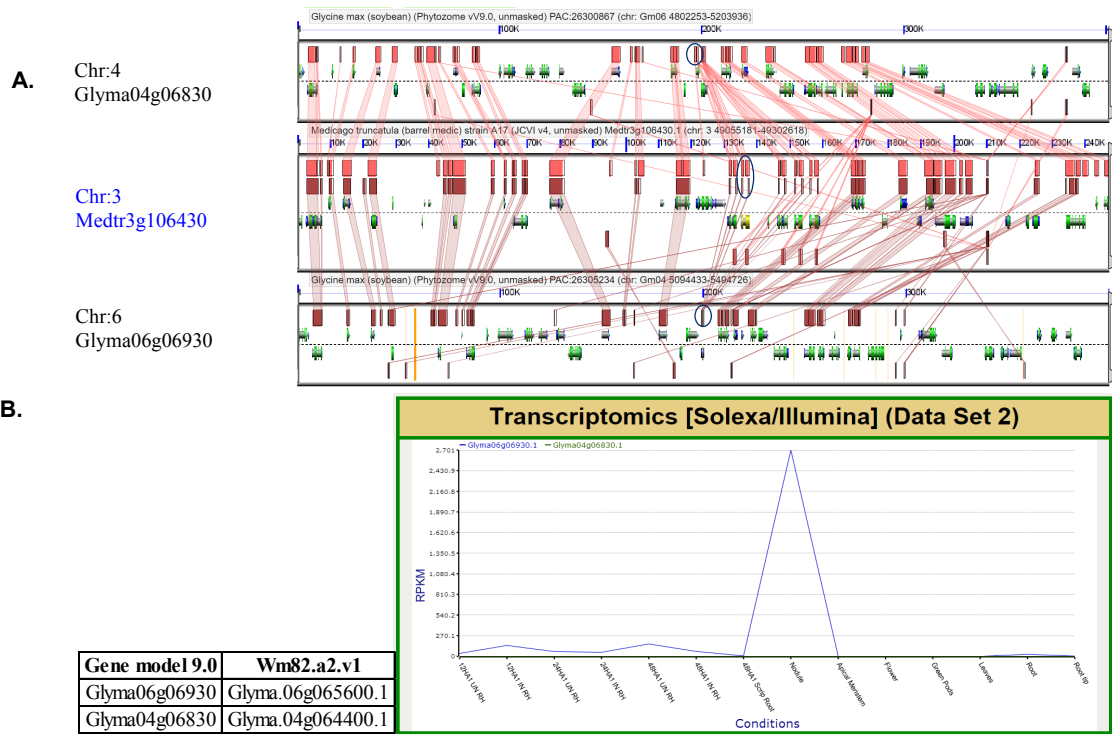 A.
Glycine max (soybean) (Phytozome vV9.0, unmasked) PAC:26300867 (chr: Gm06 4802253-5203936)
100K 200K 300K
Chr:4
Glyma04g06830
Medicago truncatula (barrel medic) strain A17 (JCVI v4, unmasked) Medtr3g106430.1 (chr: 3 49055181-49302618)
10K 20K 30K 40K 50K 60K 70K 80K 90K 100K 110K 120K 130K 140K 150K 160K 170K 180K 190K 200K 210K 220K 230K 240K
Chr:3
Medtr3g106430
Glycine max (soybean) (Phytozome vV9.0, unmasked) PAC:26305234 (chr: Gm04 5094433-5494726)
100K 200K 300K
Chr:6
Glyma06g06930
B.
Transcriptomics [Solexa/Illumina] (Data Set 2)
Glyma06g06930.1 Glyma04g06830.1
2.701
2.430.9
2.160.8
1.890.7
1.620.6
1.350.5
1.080.4
810.3
540.2
270.1
0
RPKM
12HA1 UN RH
12HA1 IN RH
24HA1 UN RH
24HA1 IN RH
48HA1 UN RH
48HA1 IN RH
48HA1 Scrip Root
Nodule
Apical Meristem
Flower
Green Pods
Leaves
Root
Root tip
Conditions
Gene model 9.0 Wm82.a2.v1
Glyma06g06930 Glyma.06g065600.1
Glyma04g06830 Glyma.04g064400.1